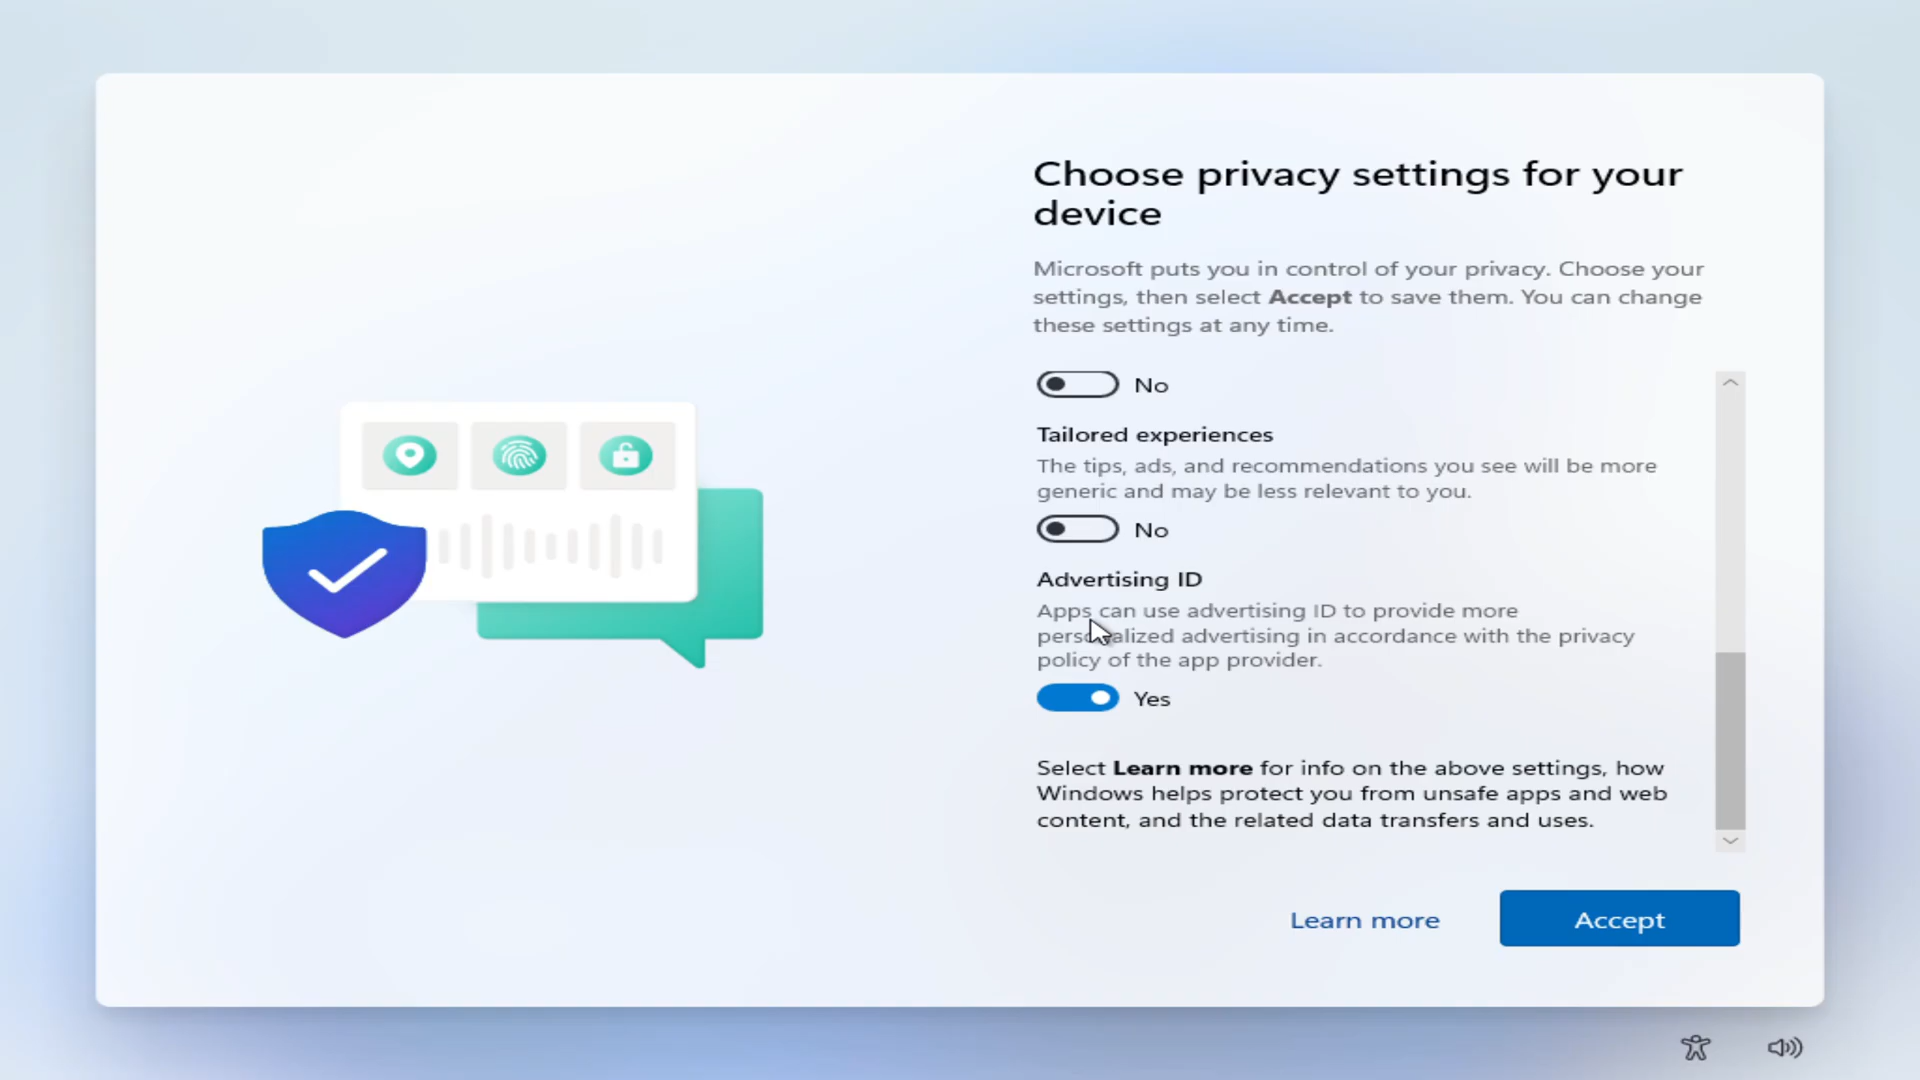 Choose privacy settings for your
device
Microsoft puts you in control of your privacy. Choose your
settings, then select Accept to save them. You can change
these settings at any time.
No
Tailored experiences
The tips, ads, and recommendations you see will be more
generic and may be less relevant to you.
No
Advertising ID
Apps can use advertising ID to provide more
personalized advertising in accordance with the privacy
policy of the app provider.
Yes
Select Learn more for info on the above settings, how
Windows helps protect you from unsafe apps and web
content, and the related data transfers and uses.
Learn more
Accept